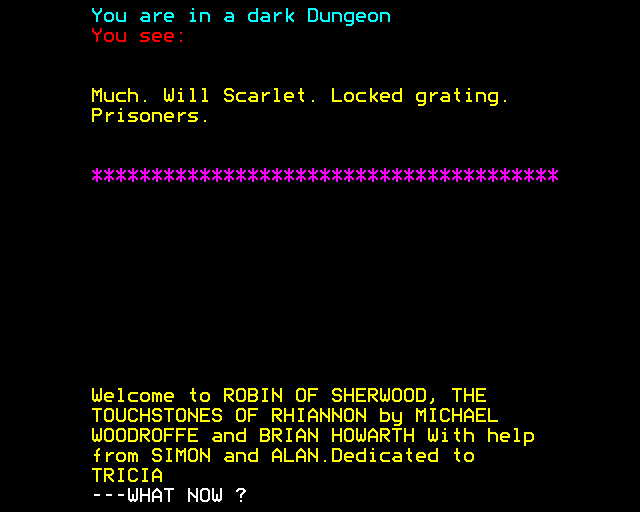 You are in a dark Dungeon
You see:
Much. Will Scarlet. Locked grating.
Prisoners.
***************************************
Welcome to ROBIN OF SHERWOOD, THE
TOUCHSTONES OF RHIANNON by MICHAEL
WOODROFFE and BRIAN HOWARTH With help
from SIMON and ALAN.Dedicated to
TRICIA
---WHAT NOW ?